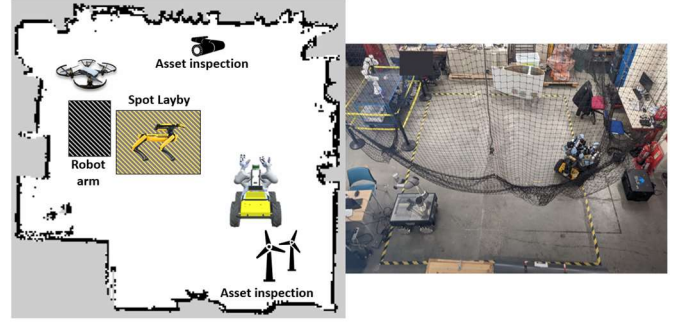 Asset inspection
Spot Layby
Robot
arm
Asset inspection